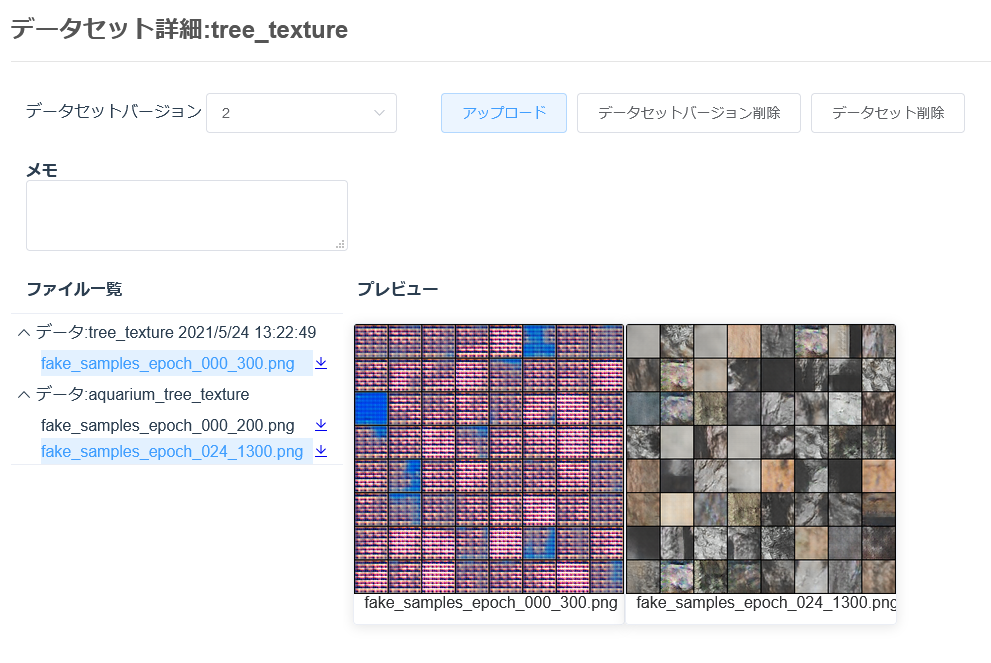 データセット詳細:tree_texture
データセットバージョン 2 アップロード データセットバージョン削除 データセット削除
メモ
ファイル一覧 プレビュー
データ:tree_texture 2021/5/24 13:22:49
fake_samples_epoch_000_300.png
データ:aquarium_tree_texture
fake_samples_epoch_000_200.png
fake_samples_epoch_024_1300.png
fake_samples_epoch_000_300.png fake_samples_epoch_024_1300.png